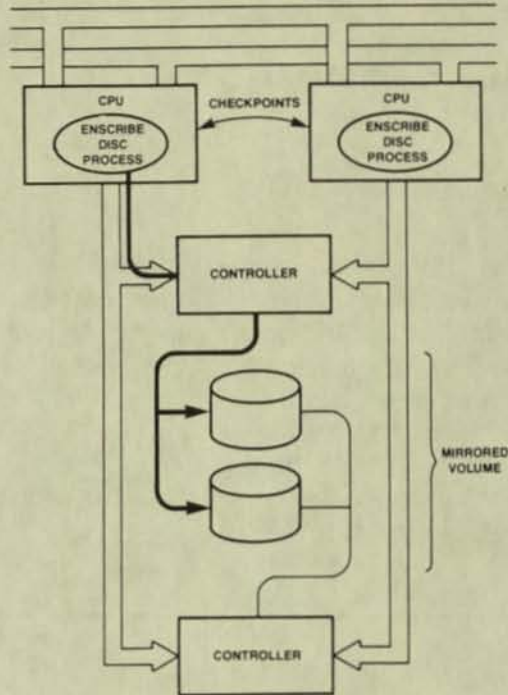 CPU
ENSCRIBE
DISC
PROCESS
CHECKPOINTS
CPU
ENSCRIBE
DISC
PROCESS
CONTROLLER
MIRRORED
VOLUME
CONTROLLER